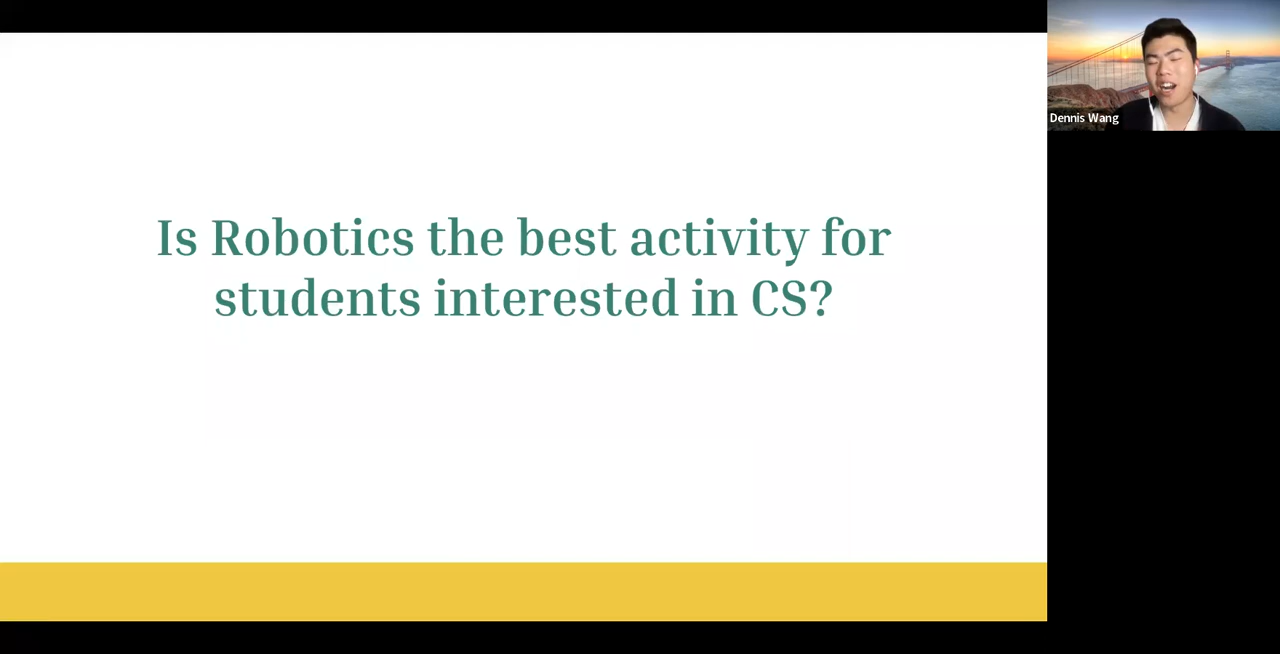 Is Robotics the best activity for
students interested in CS?
Dennis Wang